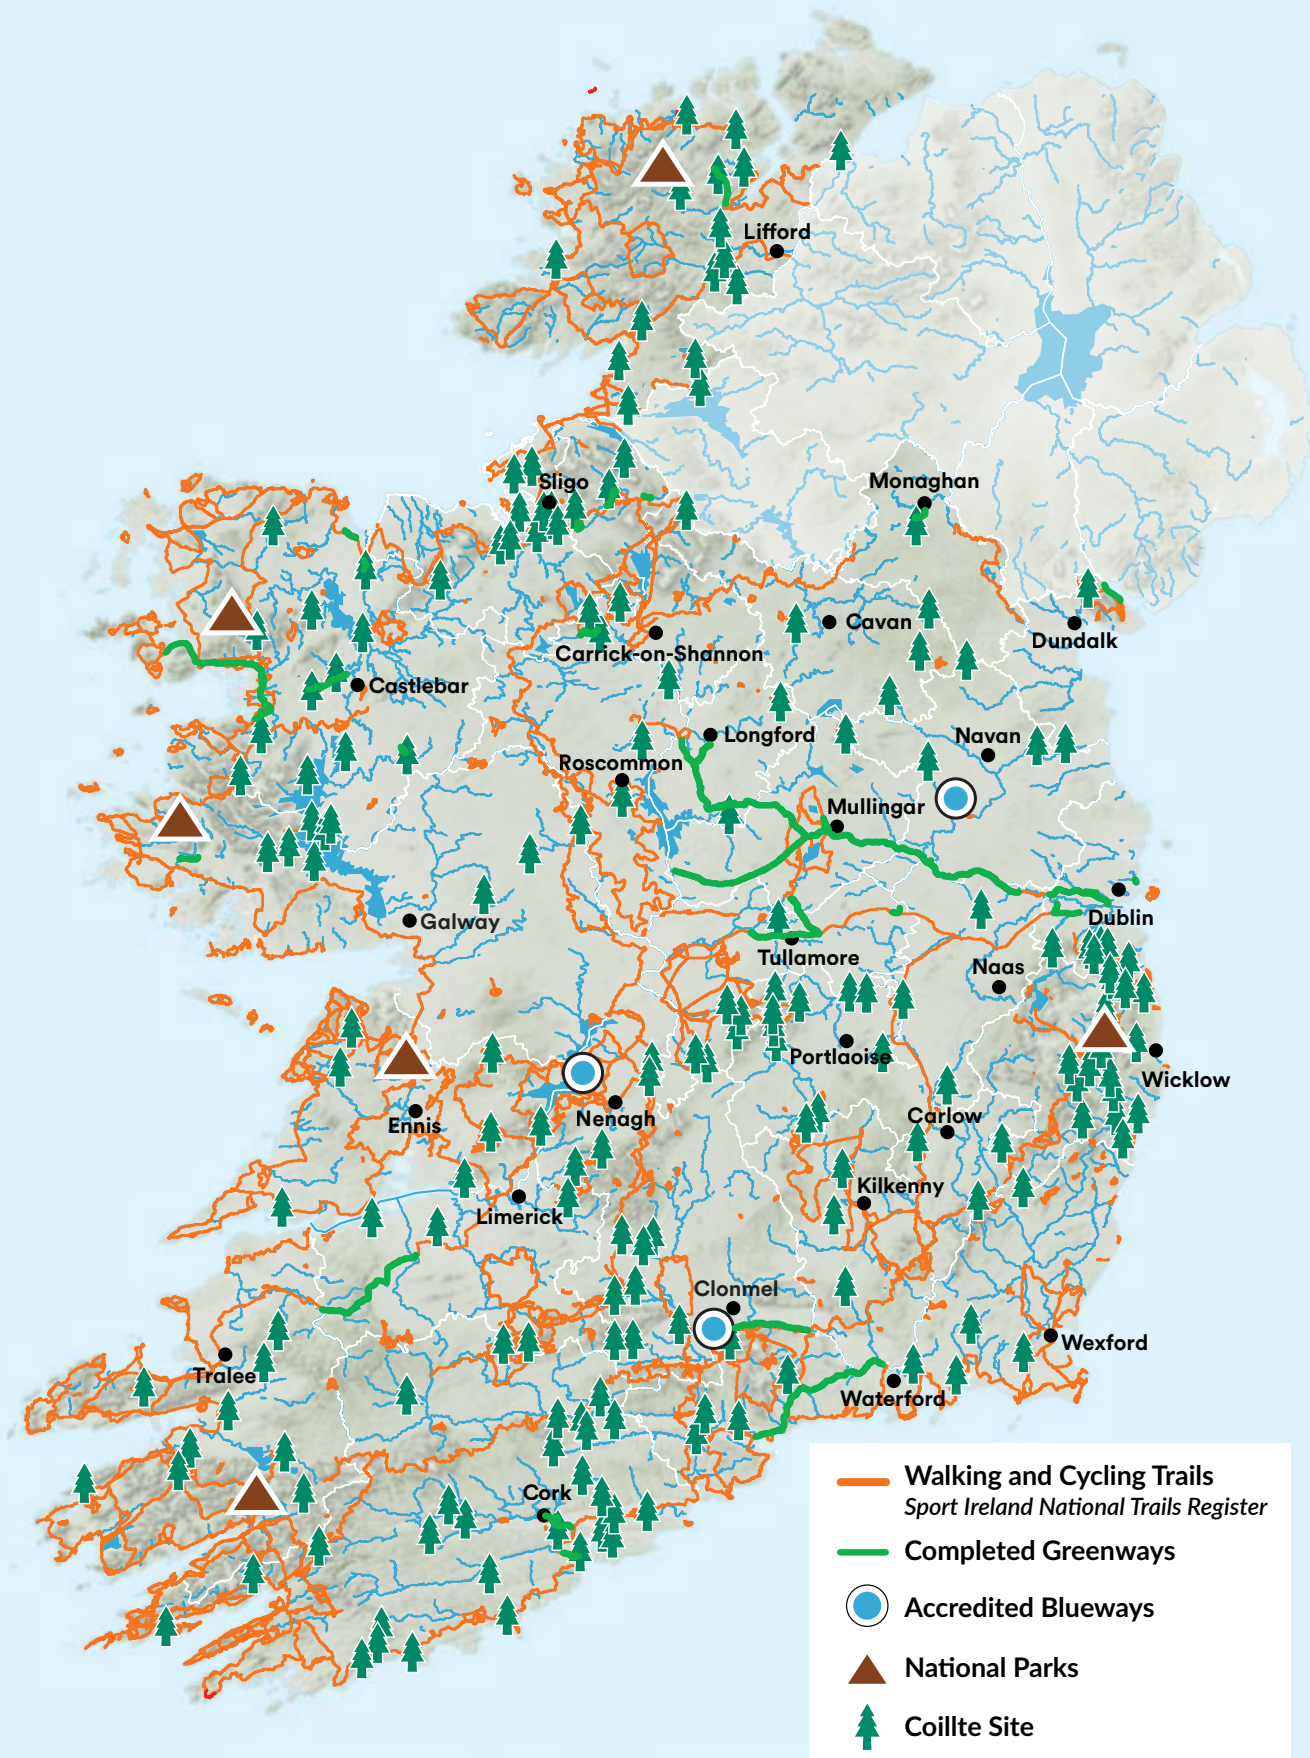 Lifford
Sligo
Monaghan
Cavan
Dundalk
Carrick-on-Shannon
Castlebar
Longford
Navan
Roscommon
Mullingar
Dublin
Galway
Tullamore
Naas
Portlaoise
Wicklow
Ennis
Nenagh
Carlow
Kilkenny
Limerick
Clonmel
Wexford
Tralee
Waterford
Cork
Walking and Cycling Trails
Sport Ireland National Trails Register
Completed Greenways
Accredited Blueways
National Parks
Coillte Site